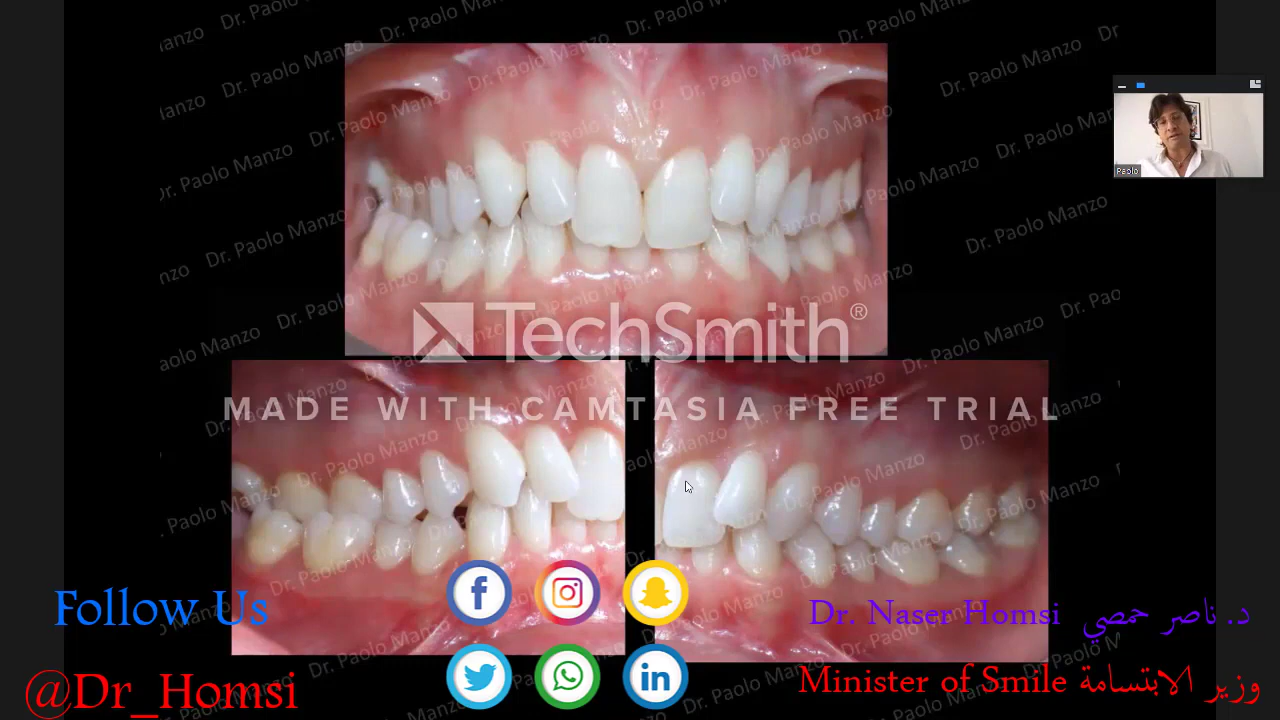 Dr. Paolo Manzo
Paolo
TechSmith®
MADE WITH CAMTASIA FREE TRIAL
Follow Us
Dr. Naser Homsi د. ناصر حمصي
@Dr_Homsi
Minister of Smile وزير الابتسامة